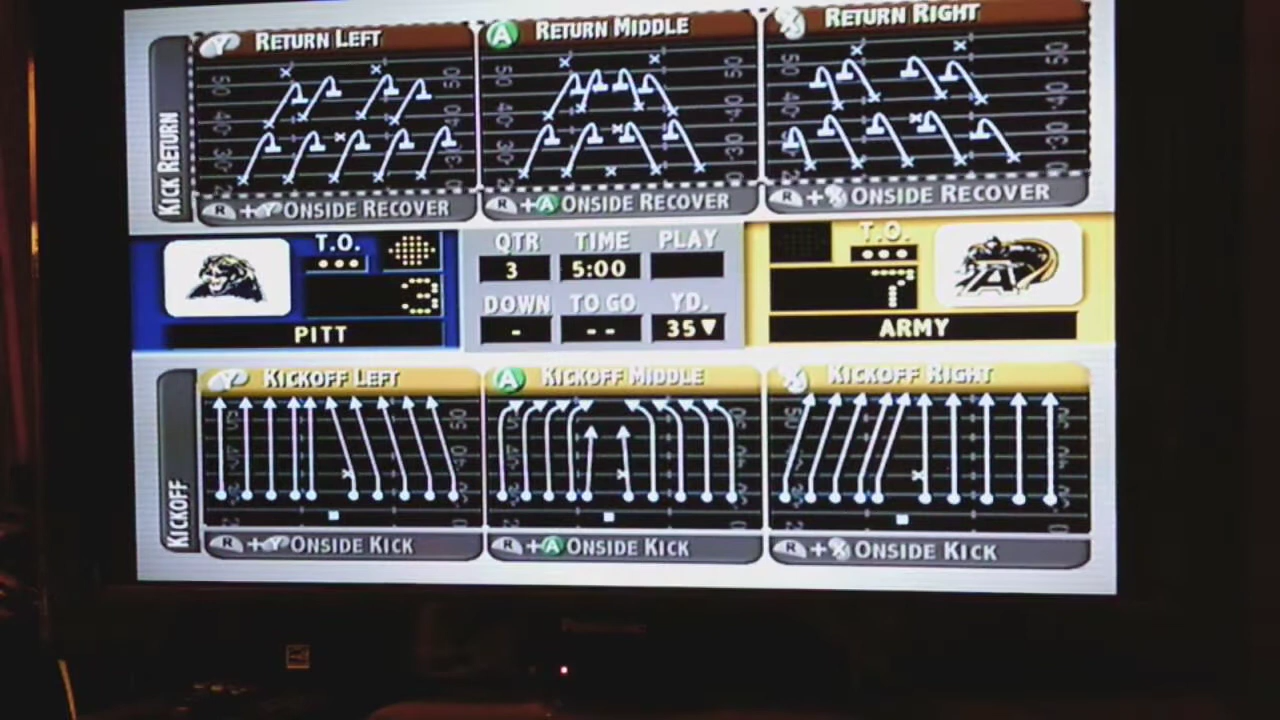 KICK RETURN
Y RETURN LEFT
A RETURN MIDDLE
X RETURN RIGHT
R + Y ONSIDE RECOVER
R + A ONSIDE RECOVER
R + X ONSIDE RECOVER
T.O.
3
PITT
QTR TIME PLAY
3 5:00
DOWN TO GO YD.
- -- 35▼
T.O.
7
ARMY
KICKOFF
Y KICKOFF LEFT
A KICKOFF MIDDLE
X KICKOFF RIGHT
R + Y ONSIDE KICK
R + A ONSIDE KICK
R + X ONSIDE KICK
Panasonic